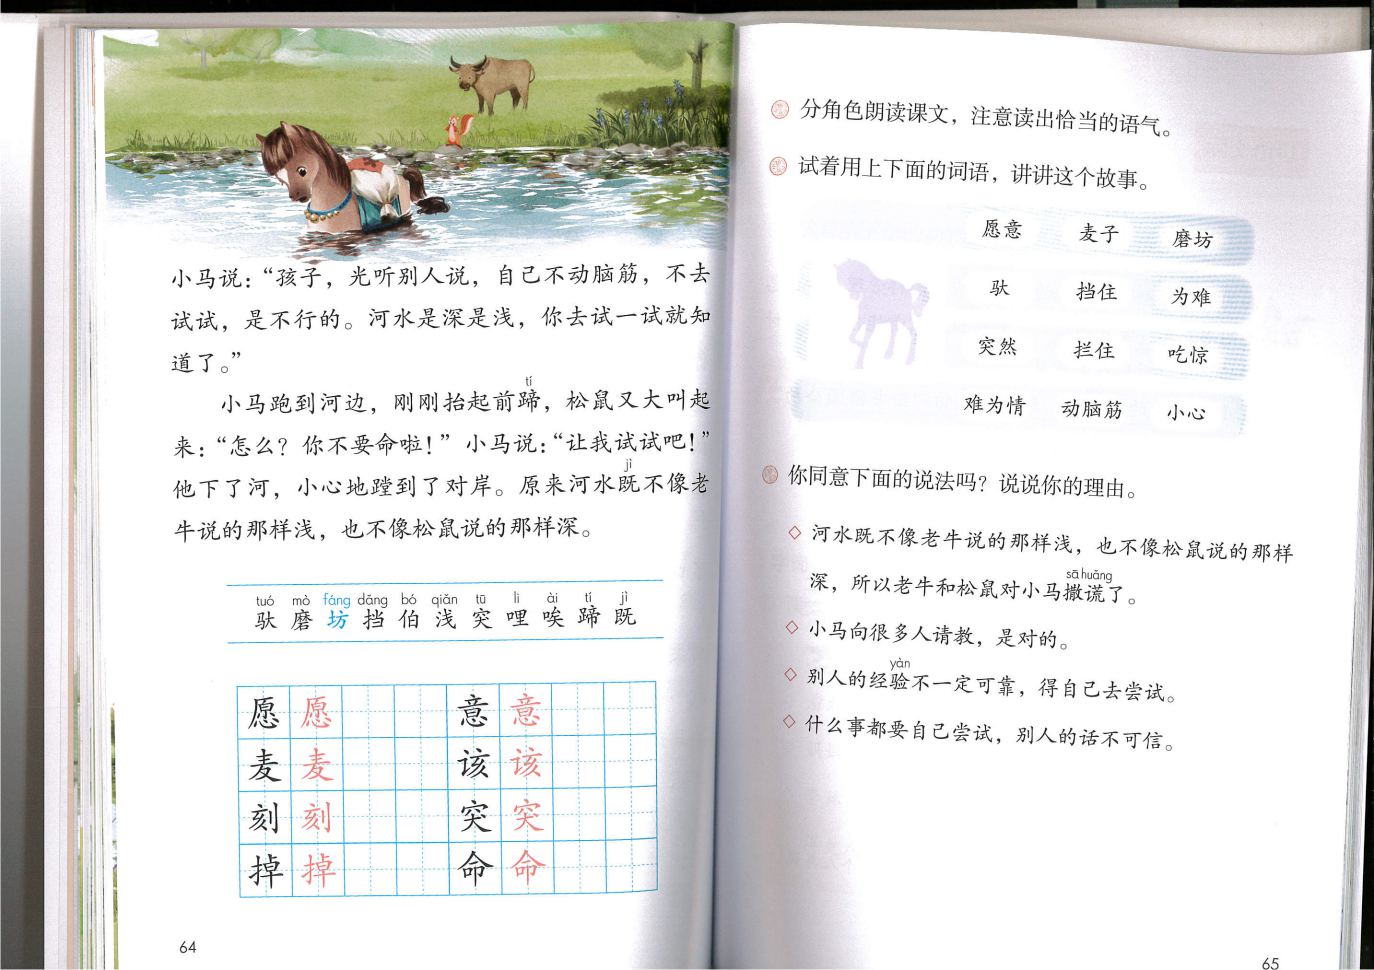 小马说：“孩子，光听别人说，自己不动脑筋，不去
试试，是不行的。河水是深是浅，你去试一试就知
道了。”
tí
小马跑到河边，刚刚抬起前蹄，松鼠又大叫起
来：“怎么？你不要命啦！”小马说：“让我试试吧！”
jì
他下了河，小心地蹚到了对岸。原来河水既不像老
牛说的那样浅，也不像松鼠说的那样深。
tuó mò fáng dǎng bó qiǎn tū li ài tí jì
驮 磨 坊 挡 伯 浅 突 哩 唉 蹄 既
愿 愿 意 意
麦 麦 该 该
刻 刻 突 突
掉 掉 命 命
64
分角色朗读课文，注意读出恰当的语气。
试着用上下面的词语，讲讲这个故事。
愿意 麦子 磨坊
驮 挡住 为难
突然 拦住 吃惊
难为情 动脑筋 小心
你同意下面的说法吗？说说你的理由。
◇ 河水既不像老牛说的那样浅，也不像松鼠说的那样
sā huǎng
深，所以老牛和松鼠对小马撒谎了。
◇ 小马向很多人请教，是对的。
yàn
◇ 别人的经验不一定可靠，得自己去尝试。
◇ 什么事都要自己尝试，别人的话不可信。
65